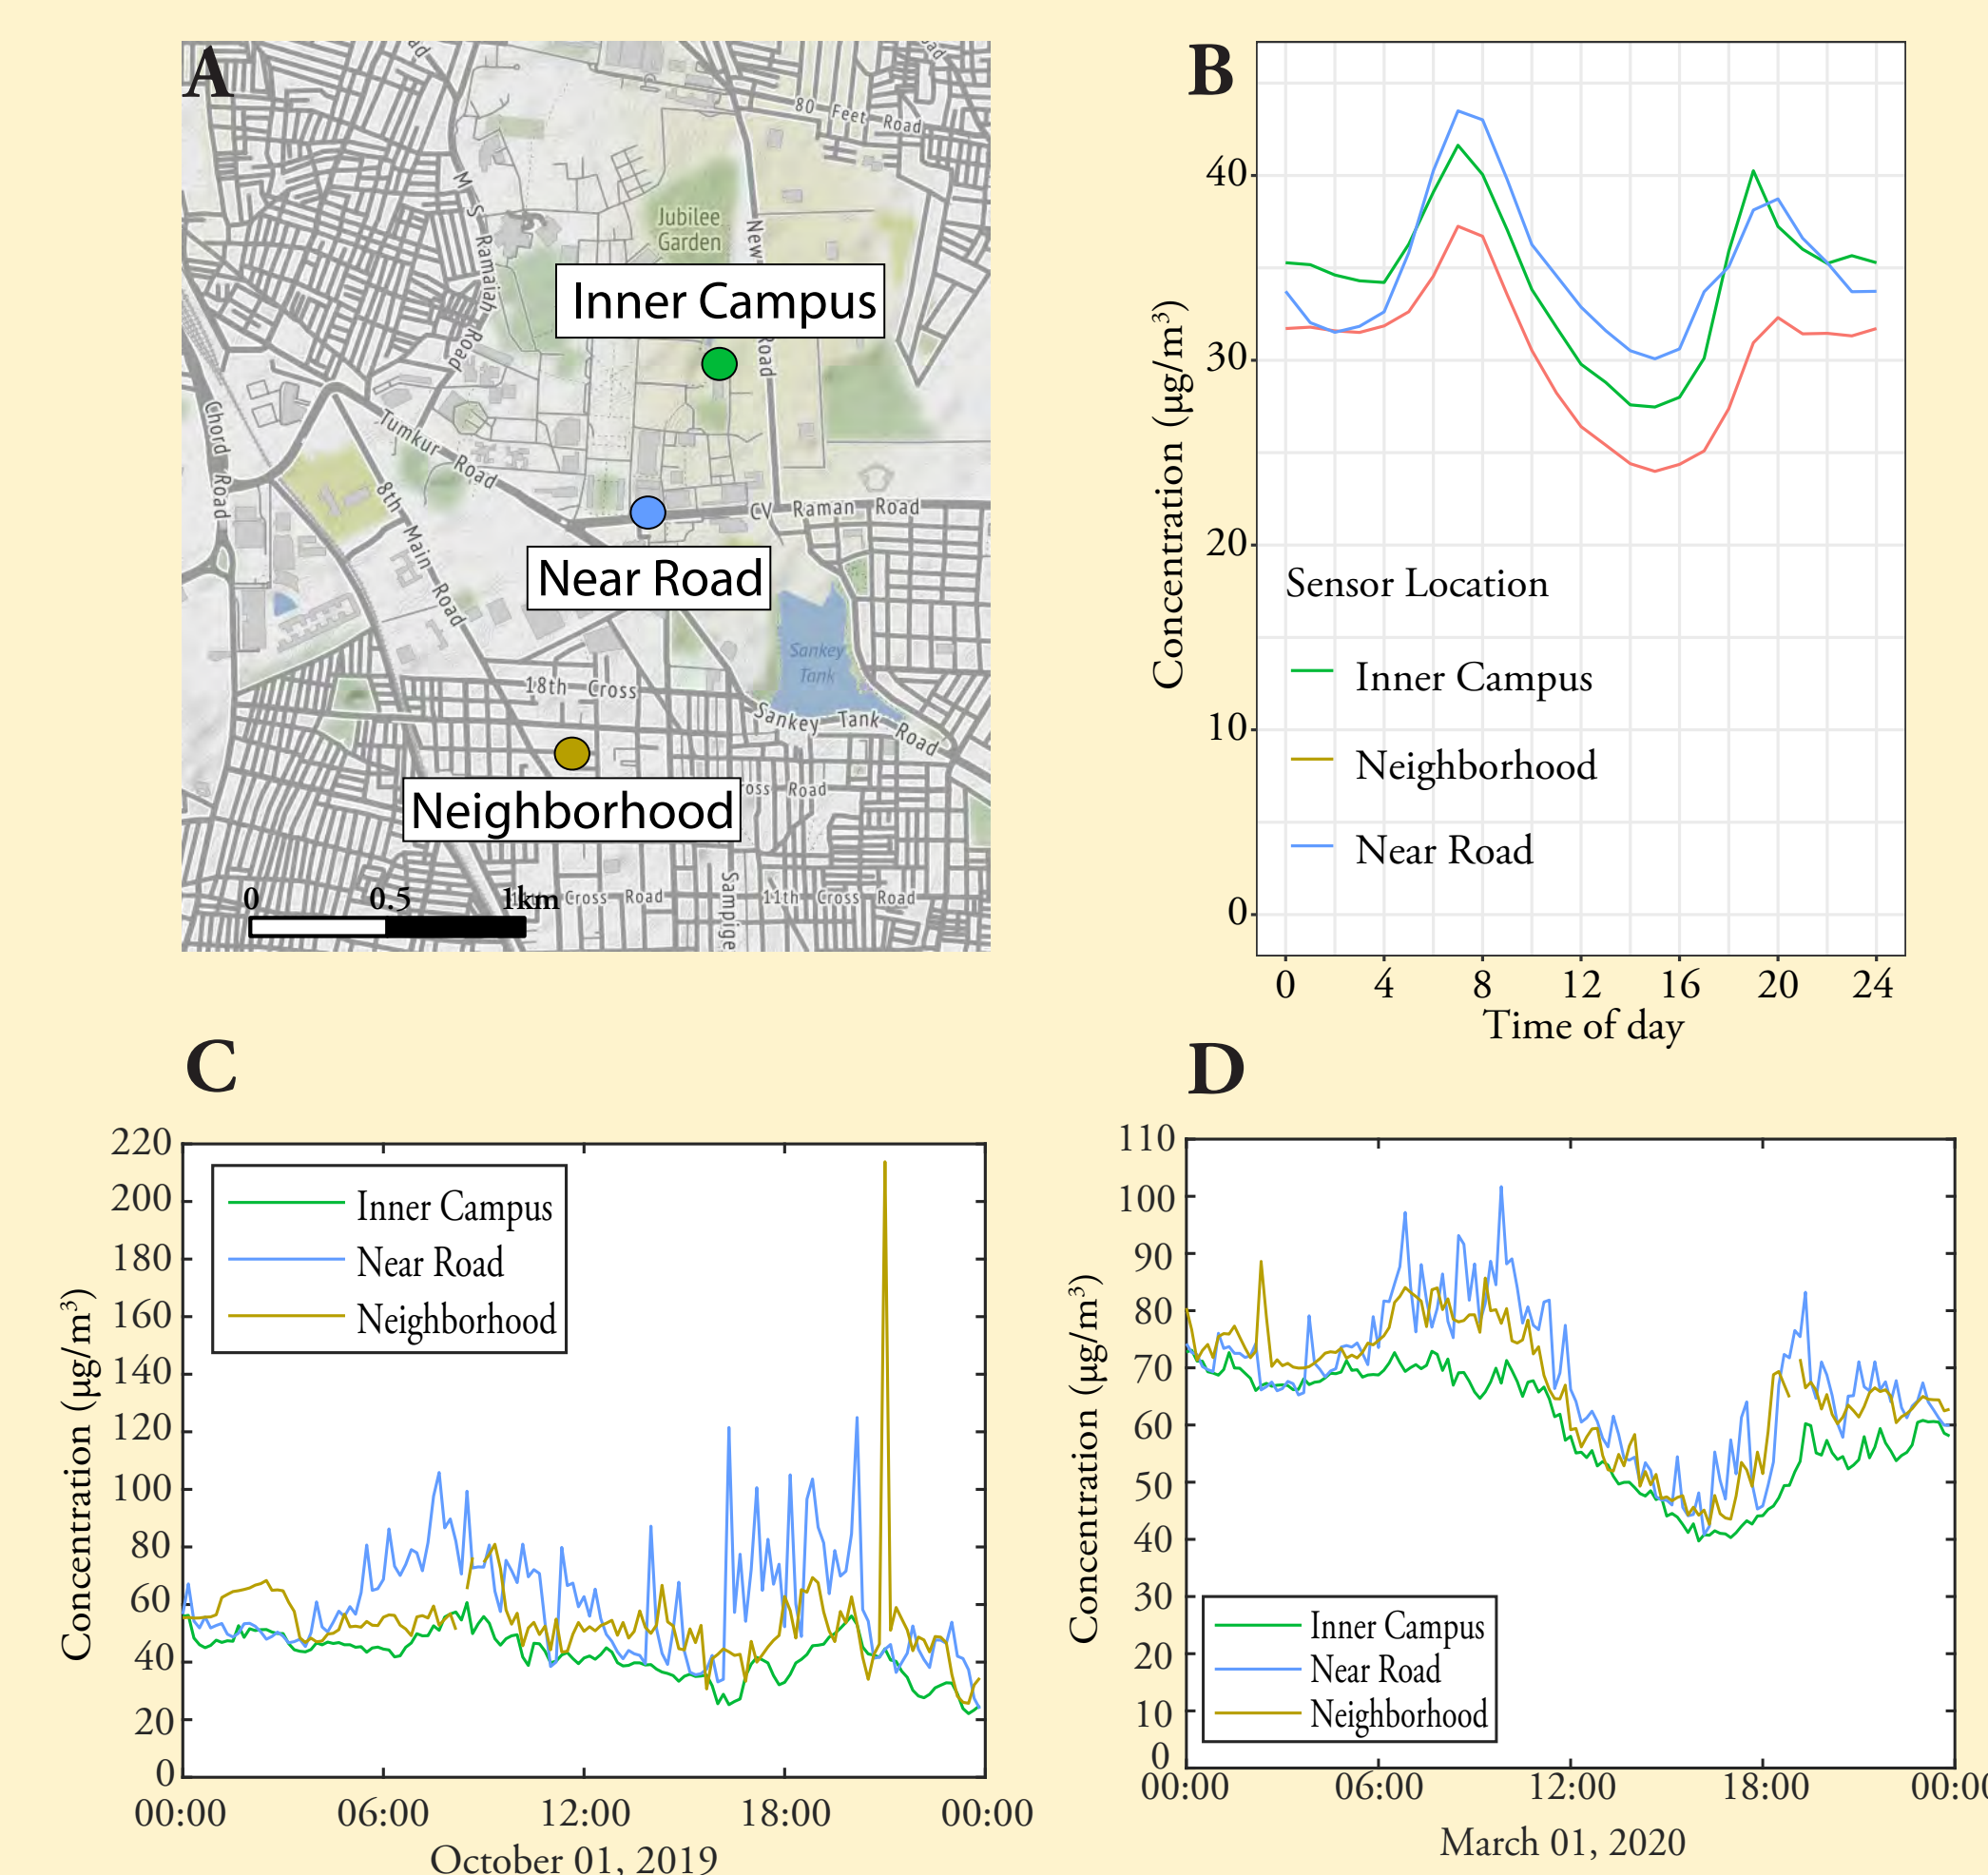 A
80 Feet Road
M S Ramaiah Road
Jubilee
Garden
New
Road
Inner Campus
Chord Road
Tumkur Road
8th Main Road
CV Raman Road
Near Road
Sankey
Tank
18th Cross
Sankey Tank Road
Neighborhood
Road
0 0.5 1km
Cross Road
Sampige
11th Cross Road
B
Concentration (µg/m³)
40
30
20
10
0
Sensor Location
Inner Campus
Neighborhood
Near Road
0 4 8 12 16 20 24
Time of day
C
Concentration (µg/m³)
220
200
180
160
140
120
100
80
60
40
20
0
Inner Campus
Near Road
Neighborhood
00:00 06:00 12:00 18:00 00:00
October 01, 2019
D
Concentration (µg/m³)
110
100
90
80
70
60
50
40
30
20
10
0
Inner Campus
Near Road
Neighborhood
00:00 06:00 12:00 18:00 00:00
March 01, 2020